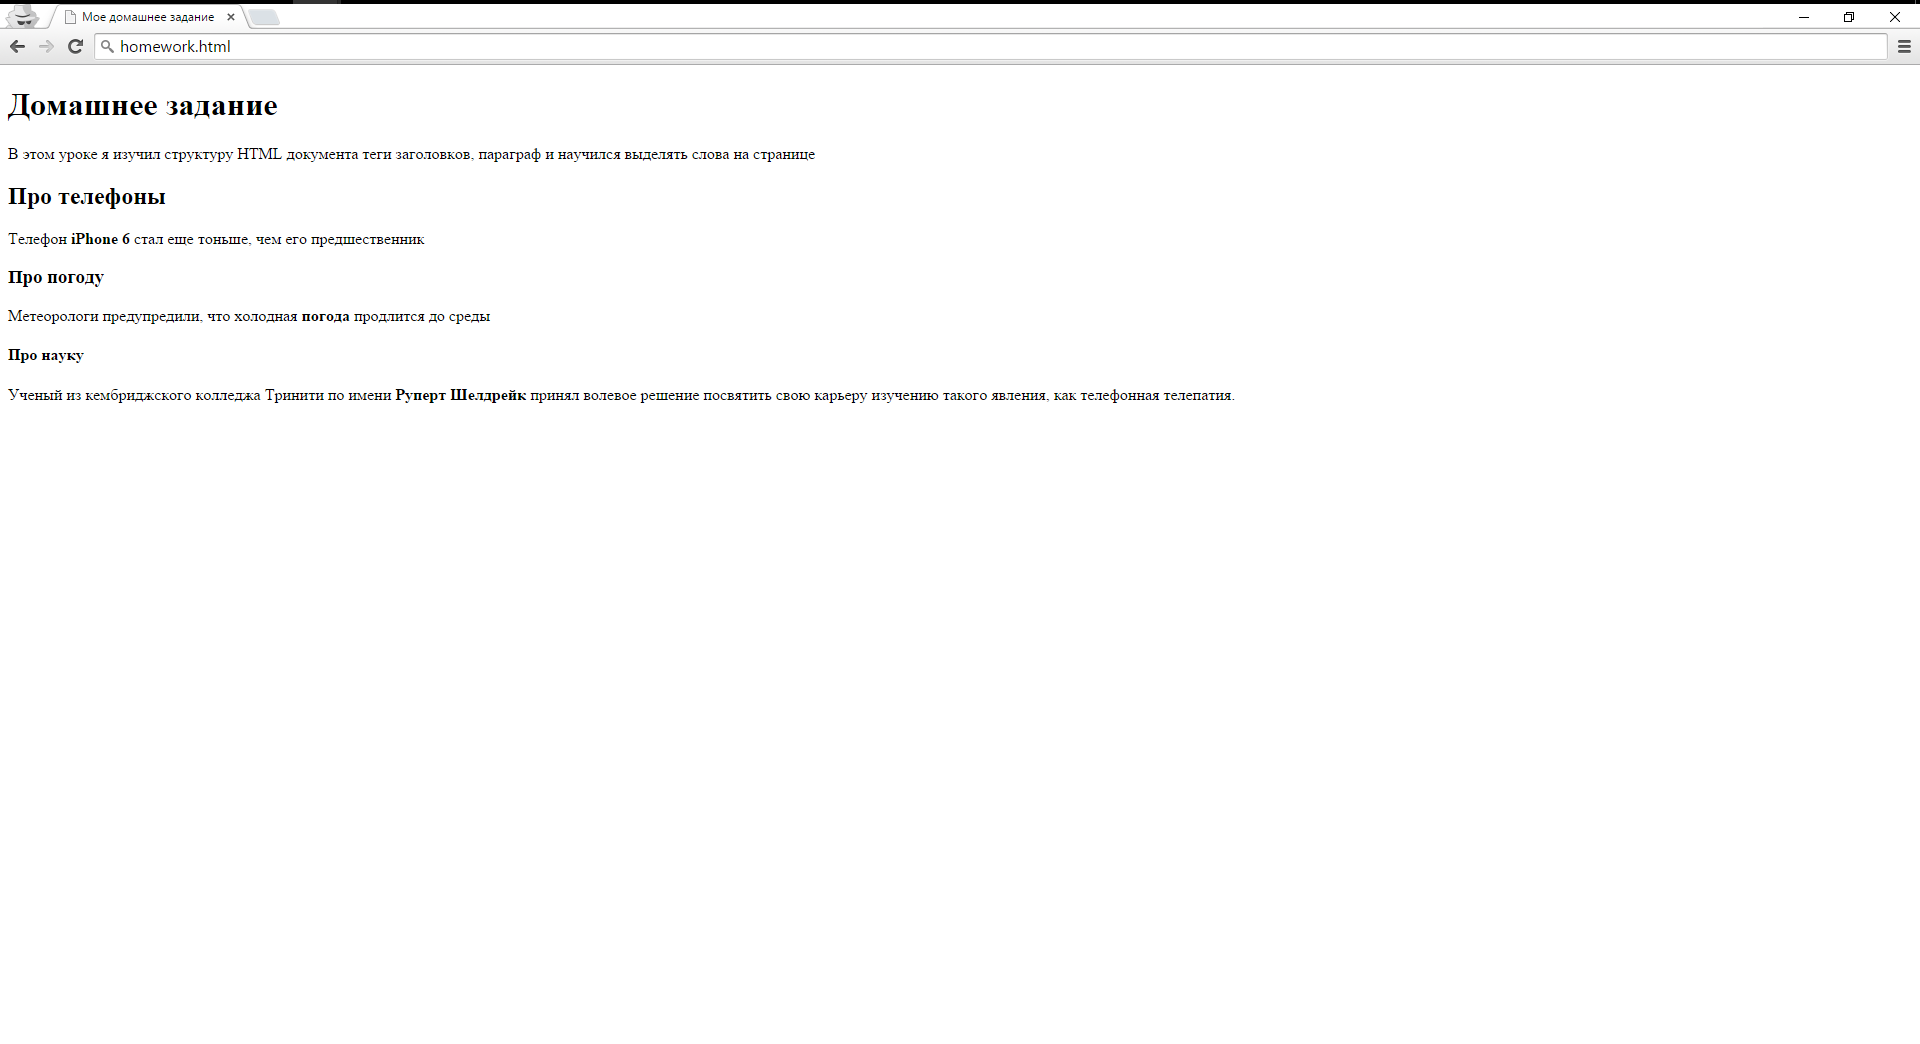 Мое домашнее задание
homework.html
Домашнее задание
В этом уроке я изучил структуру HTML документа теги заголовков, параграф и научился выделять слова на странице
Про телефоны
Телефон iPhone 6 стал еще тоньше, чем его предшественник
Про погоду
Метеорологи предупредили, что холодная погода продлится до среды
Про науку
Ученый из кембриджского колледжа Тринити по имени Руперт Шелдрейк принял волевое решение посвятить свою карьеру изучению такого явления, как телефонная телепатия.